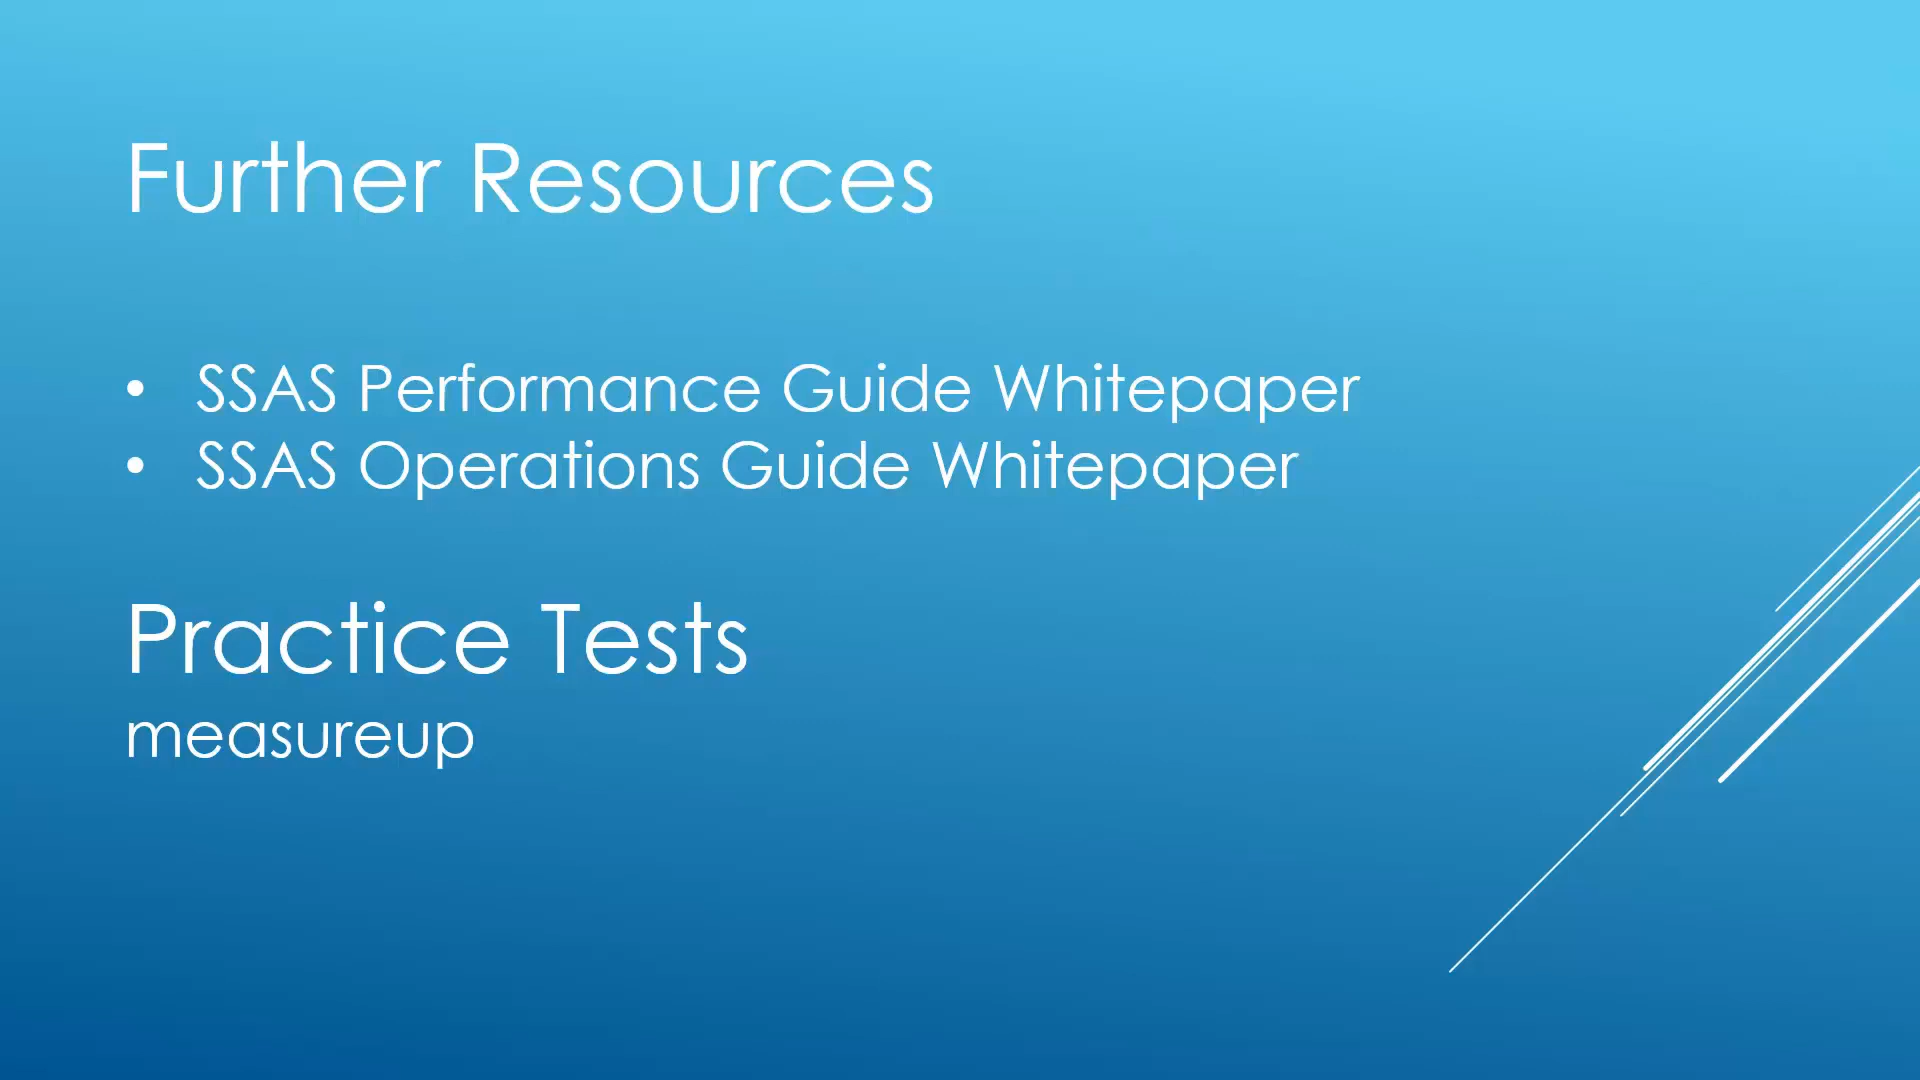 Further Resources
• SSAS Performance Guide Whitepaper
• SSAS Operations Guide Whitepaper
Practice Tests
measureup